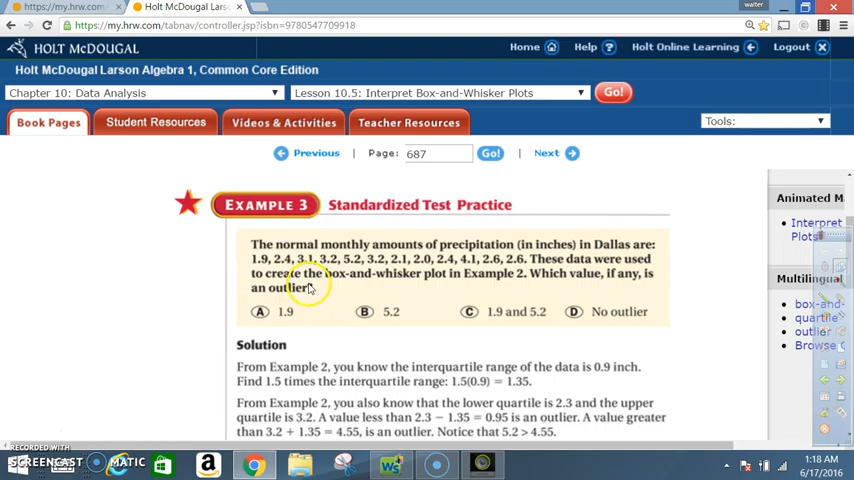 https://my.hrw.com/tabnav/ ×
Holt McDougal Larson ×
walter
https://my.hrw.com/tabnav/controller.jsp?isbn=9780547709918
HOLT McDOUGAL
Home
Help
Holt Online Learning
Logout
Holt McDougal Larson Algebra 1, Common Core Edition
Chapter 10: Data Analysis
Lesson 10.5: Interpret Box-and-Whisker Plots
Go!
Book Pages
Student Resources
Videos & Activities
Teacher Resources
Tools:
Previous | Page: 687 Go! | Next
EXAMPLE 3 Standardized Test Practice
The normal monthly amounts of precipitation (in inches) in Dallas are:
1.9, 2.4, 3.1, 3.2, 5.2, 3.2, 2.1, 2.0, 2.4, 4.1, 2.6, 2.6. These data were used
to create the box-and-whisker plot in Example 2. Which value, if any, is
an outlier?
A 1.9 B 5.2 C 1.9 and 5.2 D No outlier
Solution
From Example 2, you know the interquartile range of the data is 0.9 inch.
Find 1.5 times the interquartile range: 1.5(0.9) = 1.35.
From Example 2, you also know that the lower quartile is 2.3 and the upper
quartile is 3.2. A value less than 2.3 − 1.35 = 0.95 is an outlier. A value greater
than 3.2 + 1.35 = 4.55, is an outlier. Notice that 5.2 > 4.55.
Animated Ma
Interpret
Plots
Multilingual
box-and-
quartile
outlier
Browse
RECORDED WITH
SCREENCAST MATIC
1:18 AM
6/17/2016